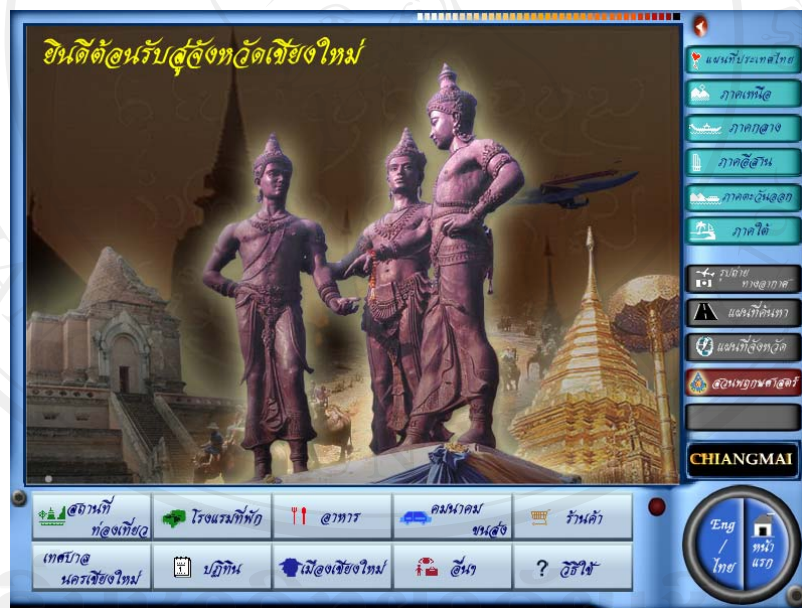 ยินดีต้อนรับสู่จังหวัดเชียงใหม่
แผนที่ประเทศไทย
ภาคเหนือ
ภาคกลาง
ภาคอีสาน
ภาคตะวันออก
ภาคใต้
รูปถ่าย
ทางอากาศ
แผนที่ค้นหา
แผนที่จังหวัด
สวนพฤกษศาสตร์
CHIANGMAI
สถานที่
ท่องเที่ยว
โรงแรมที่พัก
อาหาร
คมนาคม
ขนส่ง
ร้านค้า
เทศบาล
นครเชียงใหม่
ปฏิทิน
เมืองเชียงใหม่
อื่นๆ
? วิธีใช้
Eng
/
ไทย
หน้า
แรก